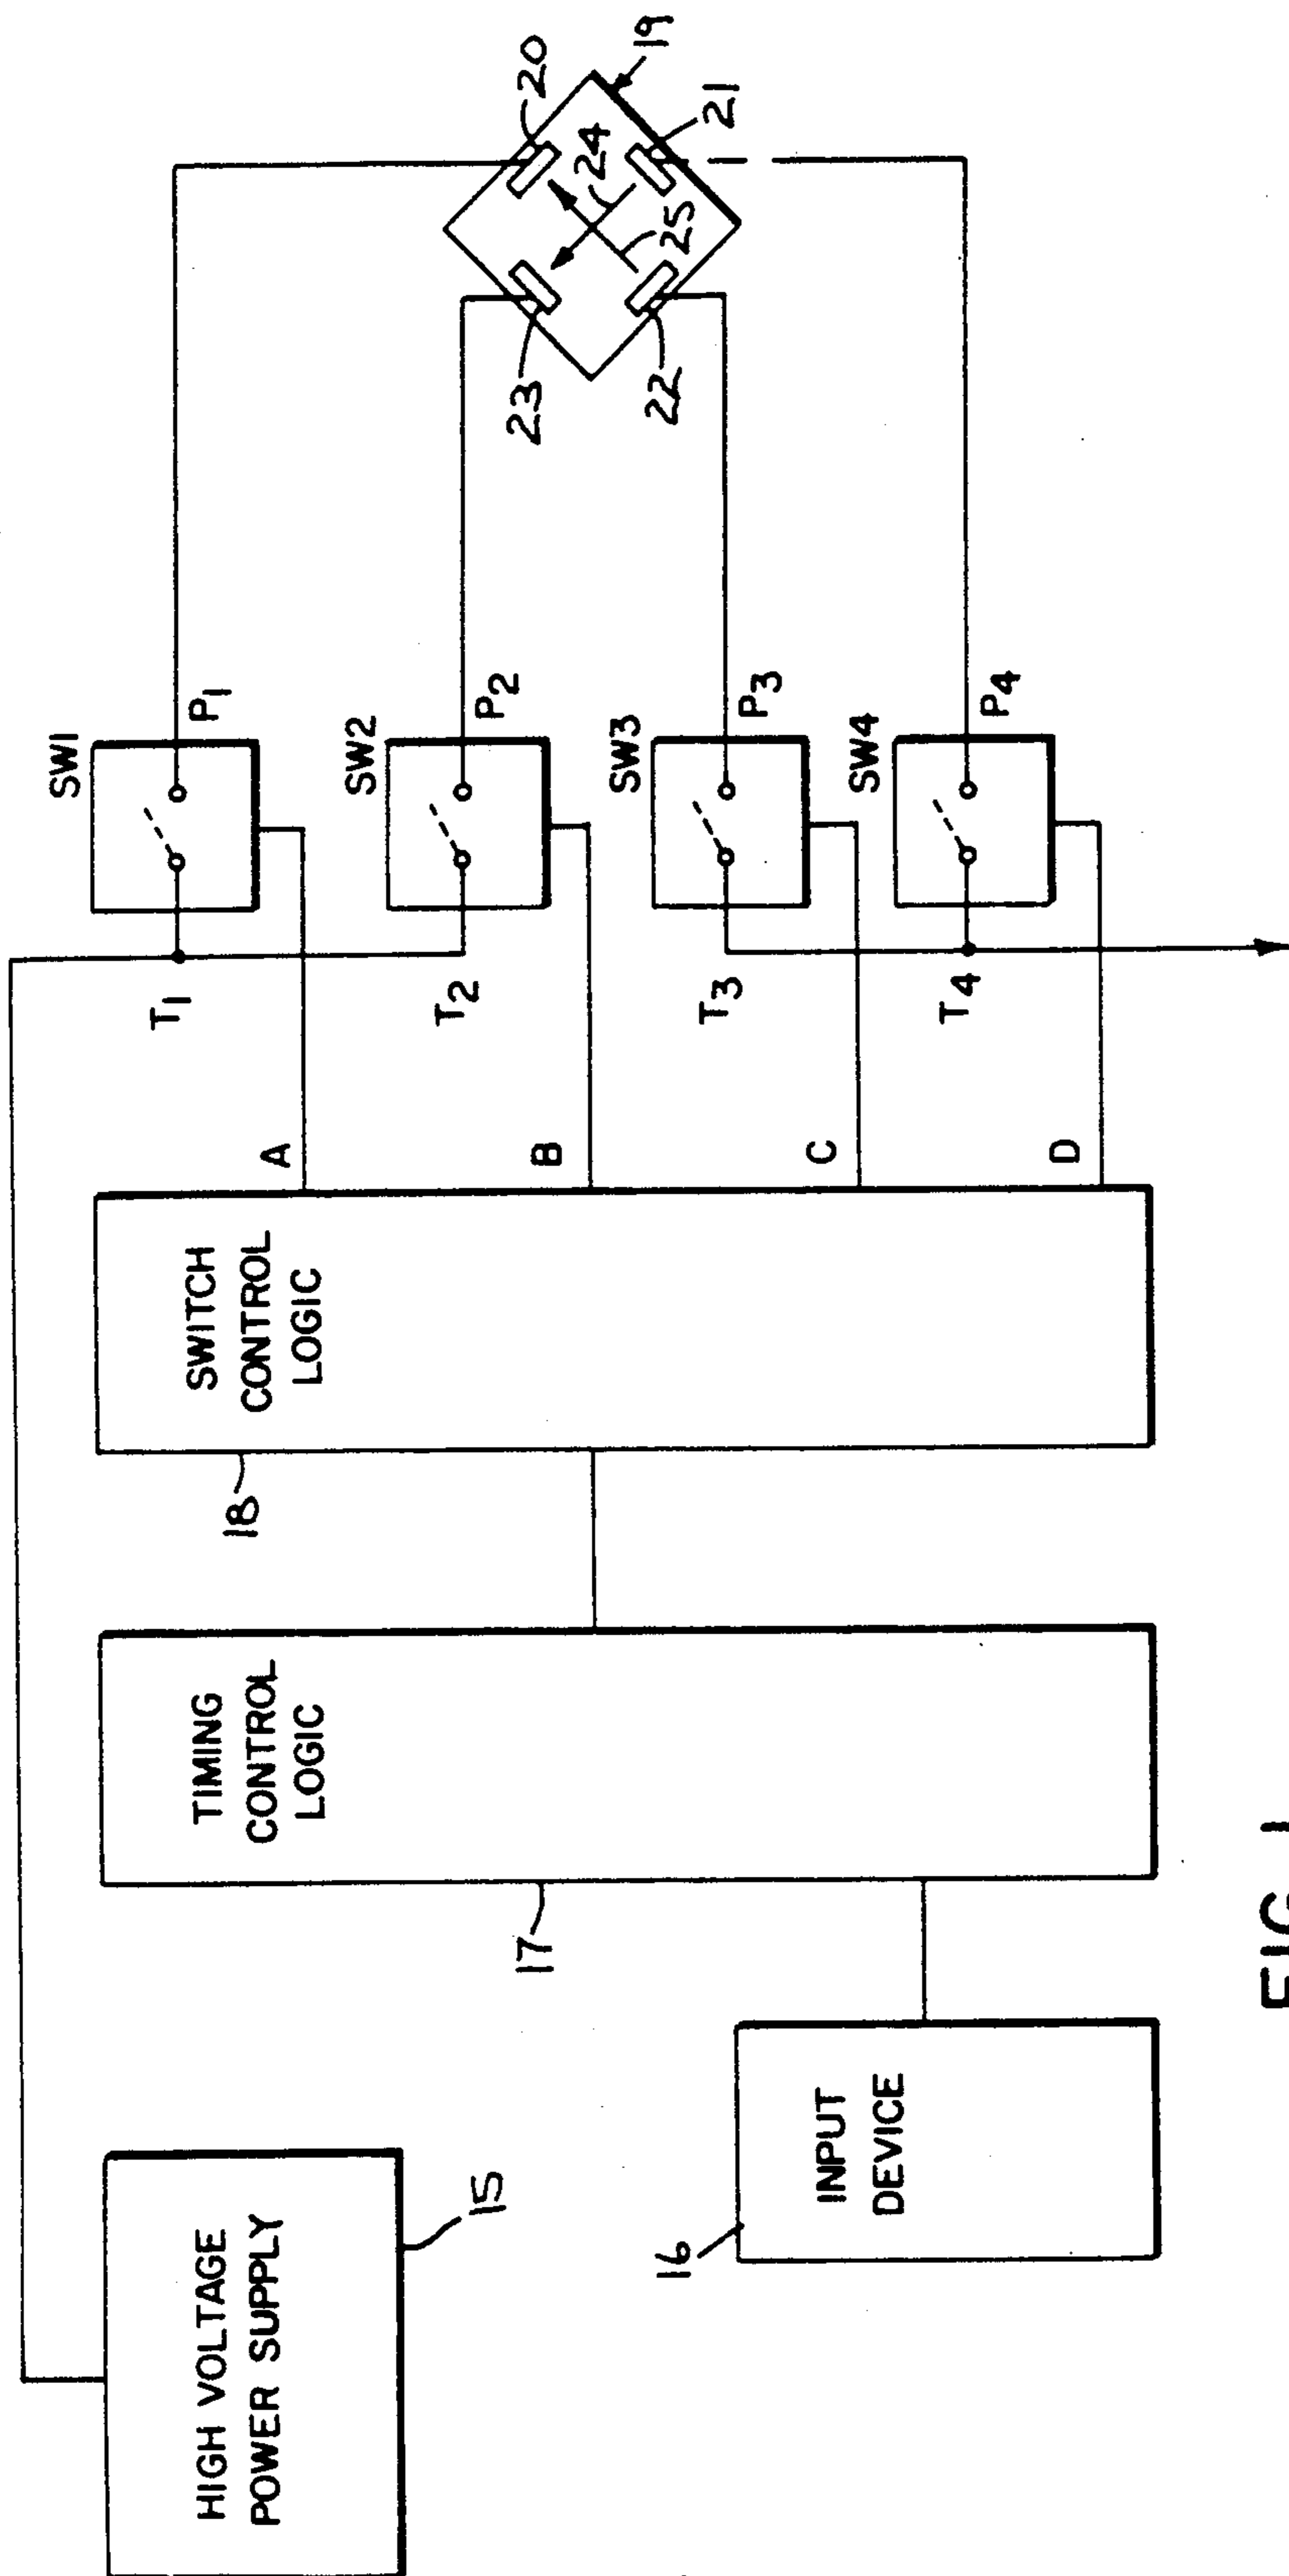 HIGH VOLTAGE
POWER SUPPLY
15
INPUT
DEVICE
16
TIMING
CONTROL
LOGIC
17
SWITCH
CONTROL
LOGIC
18
A
B
C
D
T1
T2
T3
T4
SW1
SW2
SW3
SW4
P1
P2
P3
P4
19
20
21
22
23
24
25
FIG. 1